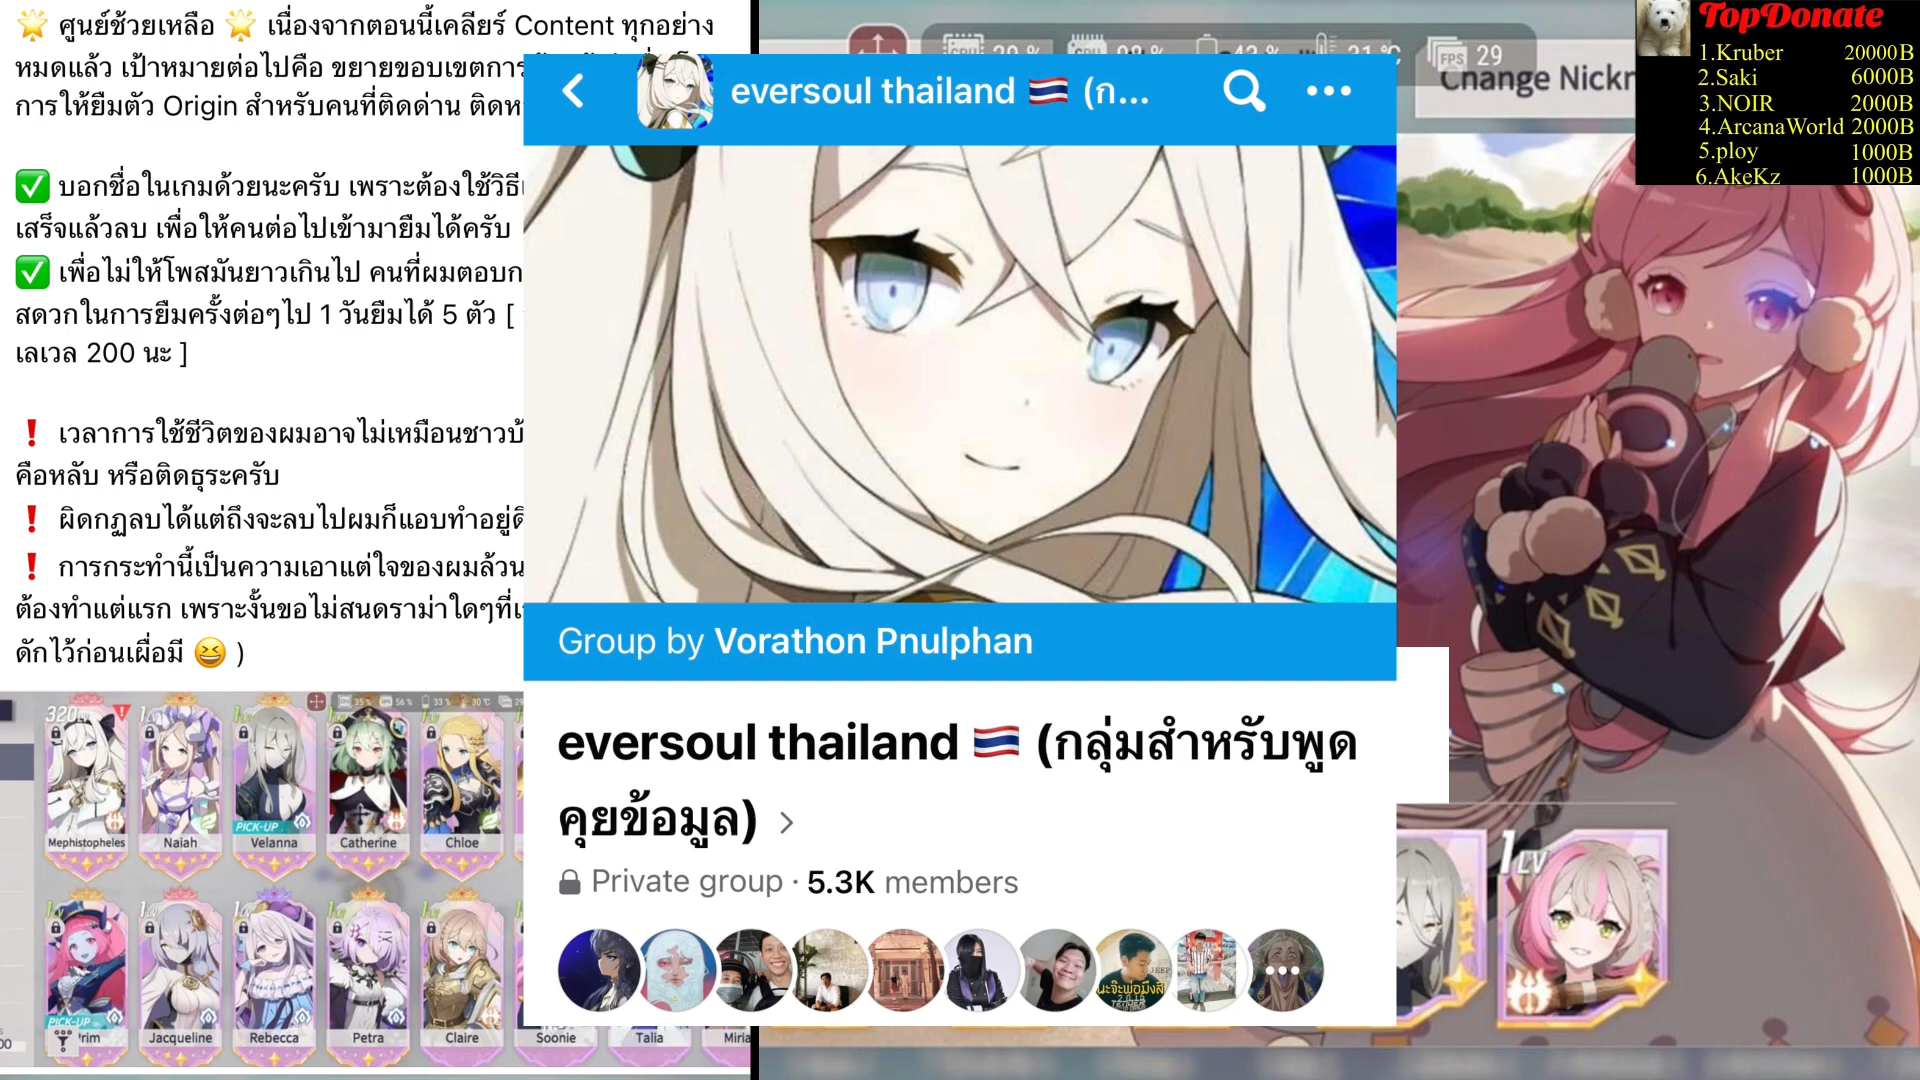 🌟 ศูนย์ช่วยเหลือ 🌟 เนื่องจากตอนนี้เคลียร์ Content ทุกอย่าง
หมดแล้ว เป้าหมายต่อไปคือ ขยายขอบเขตการ
การให้ยืมตัว Origin สำหรับคนที่ติดด่าน
✅ บอกชื่อในเกมด้วยนะครับ เพราะต้องใช้
เสร็จแล้วลบ เพื่อให้คนต่อไปเข้ามายืมได้ครับ
✅ เพื่อไม่ให้โพสมันยาวเกินไป คนที่ผมตอบ
สดวกในการยืมครั้งต่อๆไป 1 วันยืมได้ 5 ตัว [
เลเวล 200 นะ ]
❗ เวลาการใช้ชีวิตของผมอาจไม่เหมือน
คือหลับ หรือติดธุระครับ
❗ ผิดกฏลบได้แต่ถึงจะลบไปผมก็แอบทำอยู่
❗ การกระทำนี้เป็นความเอาแต่ใจของผม
ต้องทำแต่แรก เพราะงั้นขอไม่สนดราม่าใดๆ
ดักไว้ก่อนเผื่อมี 😆 )
320
35 % 56 % 33 % 30 °C
Mephistopheles Naiah Velanna Catherine Chloe
PICK-UP
PICK-UP
Jacqueline Rebecca Petra Claire Soonie Talia
eversoul thailand 🇹🇭 (ก...
Group by Vorathon Pnulphan
eversoul thailand 🇹🇭 (กลุ่มสำหรับพูด
คุยข้อมูล) >
Private group · 5.3K members
FPS 29
Change
TopDonate
1.Kruber 20000B
2.Saki 6000B
3.NOIR 2000B
4.ArcanaWorld 2000B
5.ploy 1000B
6.AkeKz 1000B
1LV